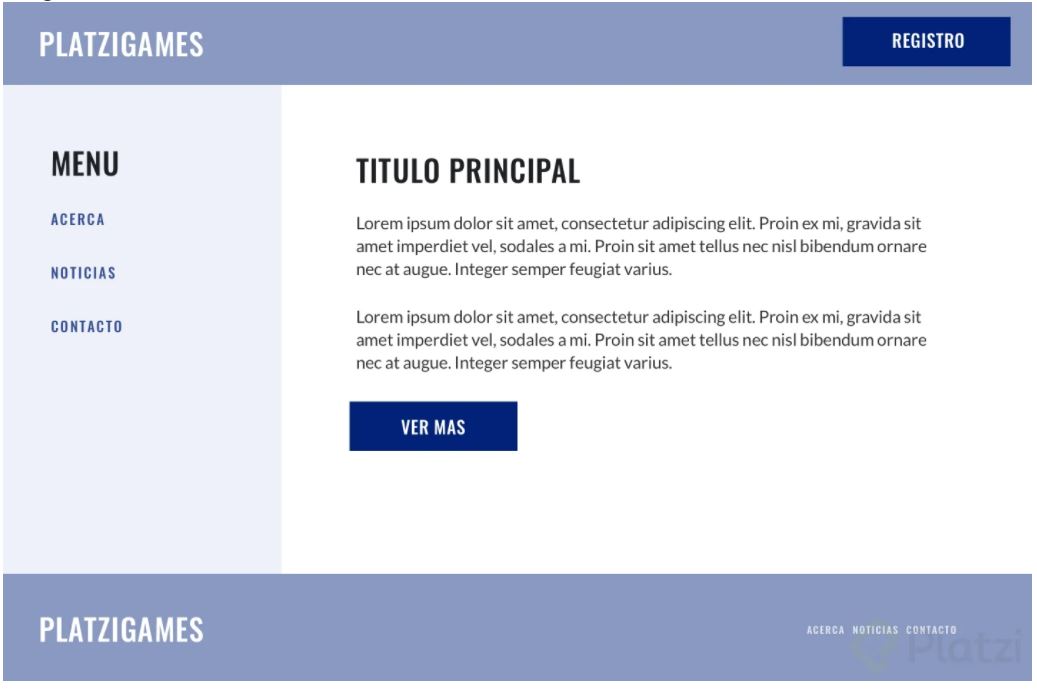 PLATZIGAMES
REGISTRO
MENU
ACERCA
NOTICIAS
CONTACTO
TITULO PRINCIPAL
Lorem ipsum dolor sit amet, consectetur adipiscing elit. Proin ex mi, gravida sit
amet imperdiet vel, sodales a mi. Proin sit amet tellus nec nisl bibendum ornare
nec at augue. Integer semper feugiat varius.
Lorem ipsum dolor sit amet, consectetur adipiscing elit. Proin ex mi, gravida sit
amet imperdiet vel, sodales a mi. Proin sit amet tellus nec nisl bibendum ornare
nec at augue. Integer semper feugiat varius.
VER MAS
PLATZIGAMES
ACERCA NOTICIAS CONTACTO
Platzi